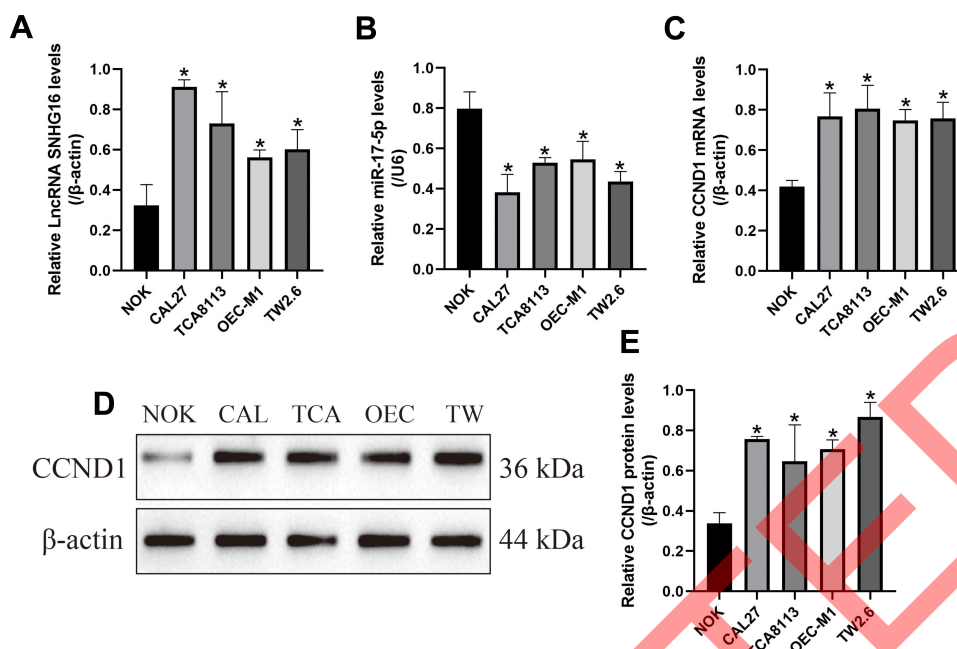 A
Relative LncRNA SNHG16 levels
(/β-actin)
1.0
0.8
0.6
0.4
0.2
0.0
*
*
*
*
NOK
CAL27
TCA8113
OEC-M1
TW2.6
B
Relative miR-17-5p levels
(/U6)
1.0
0.8
0.6
0.4
0.2
0.0
*
*
*
*
NOK
CAL27
TCA8113
OEC-M1
TW2.6
C
Relative CCND1 mRNA levels
(/β-actin)
1.0
0.8
0.6
0.4
0.2
0.0
*
*
*
*
NOK
CAL27
TCA8113
OEC-M1
TW2.6
D
NOK CAL TCA OEC TW
CCND1 36 kDa
β-actin 44 kDa
E
Relative CCND1 protein levels
(/β-actin)
1.0
0.8
0.6
0.4
0.2
0.0
*
*
*
*
NOK
CAL27
TCA8113
OEC-M1
TW2.6